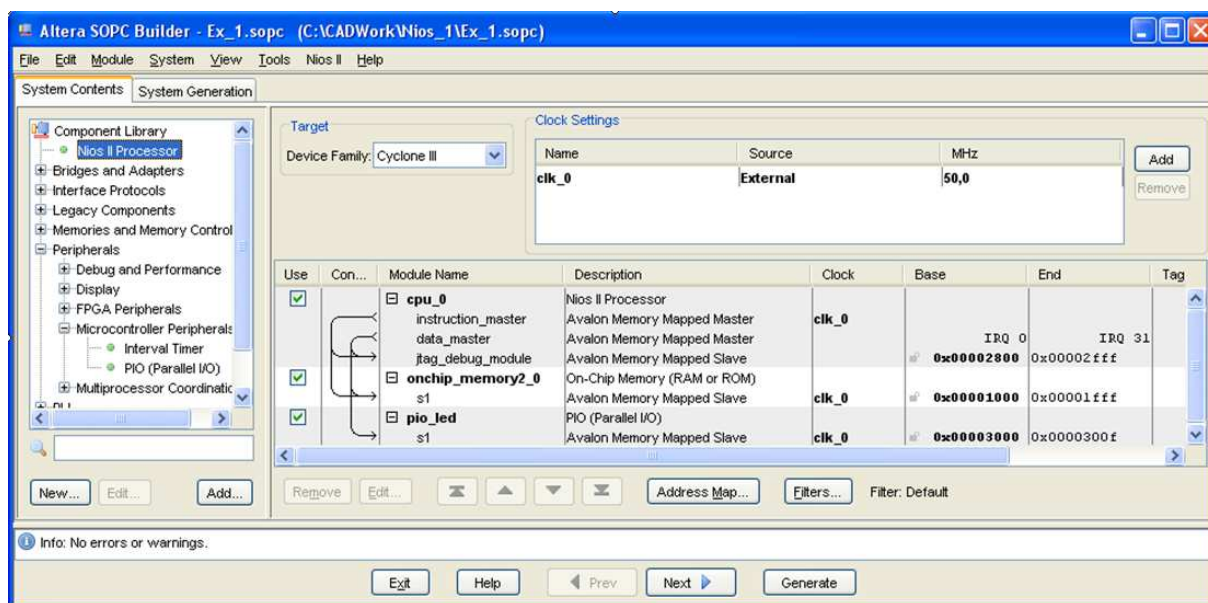 Altera SOPC Builder - Ex_1.sopc (C:\CADWork\Nios_1\Ex_1.sopc)
File Edit Module System View Tools Nios II Help
System Contents System Generation
Component Library
Nios II Processor
Bridges and Adapters
Interface Protocols
Legacy Components
Memories and Memory Control
Peripherals
Debug and Performance
Display
FPGA Peripherals
Microcontroller Peripherals
Interval Timer
PIO (Parallel I/O)
Multiprocessor Coordinatic
New... Edit... Add...
Target
Device Family: Cyclone III
Clock Settings
Name Source MHz
clk_0 External 50,0
Add
Remove
Use Con... Module Name Description Clock Base End Tag
cpu_0 Nios II Processor
instruction_master Avalon Memory Mapped Master clk_0
data_master Avalon Memory Mapped Master IRQ 0 IRQ 31
jtag_debug_module Avalon Memory Mapped Slave 0x00002800 0x00002fff
onchip_memory2_0 On-Chip Memory (RAM or ROM)
s1 Avalon Memory Mapped Slave clk_0 0x00001000 0x00001fff
pio_led PIO (Parallel I/O)
s1 Avalon Memory Mapped Slave clk_0 0x00003000 0x0000300f
Remove Edit... Address Map... Filters... Filter: Default
Info: No errors or warnings.
Exit Help Prev Next Generate